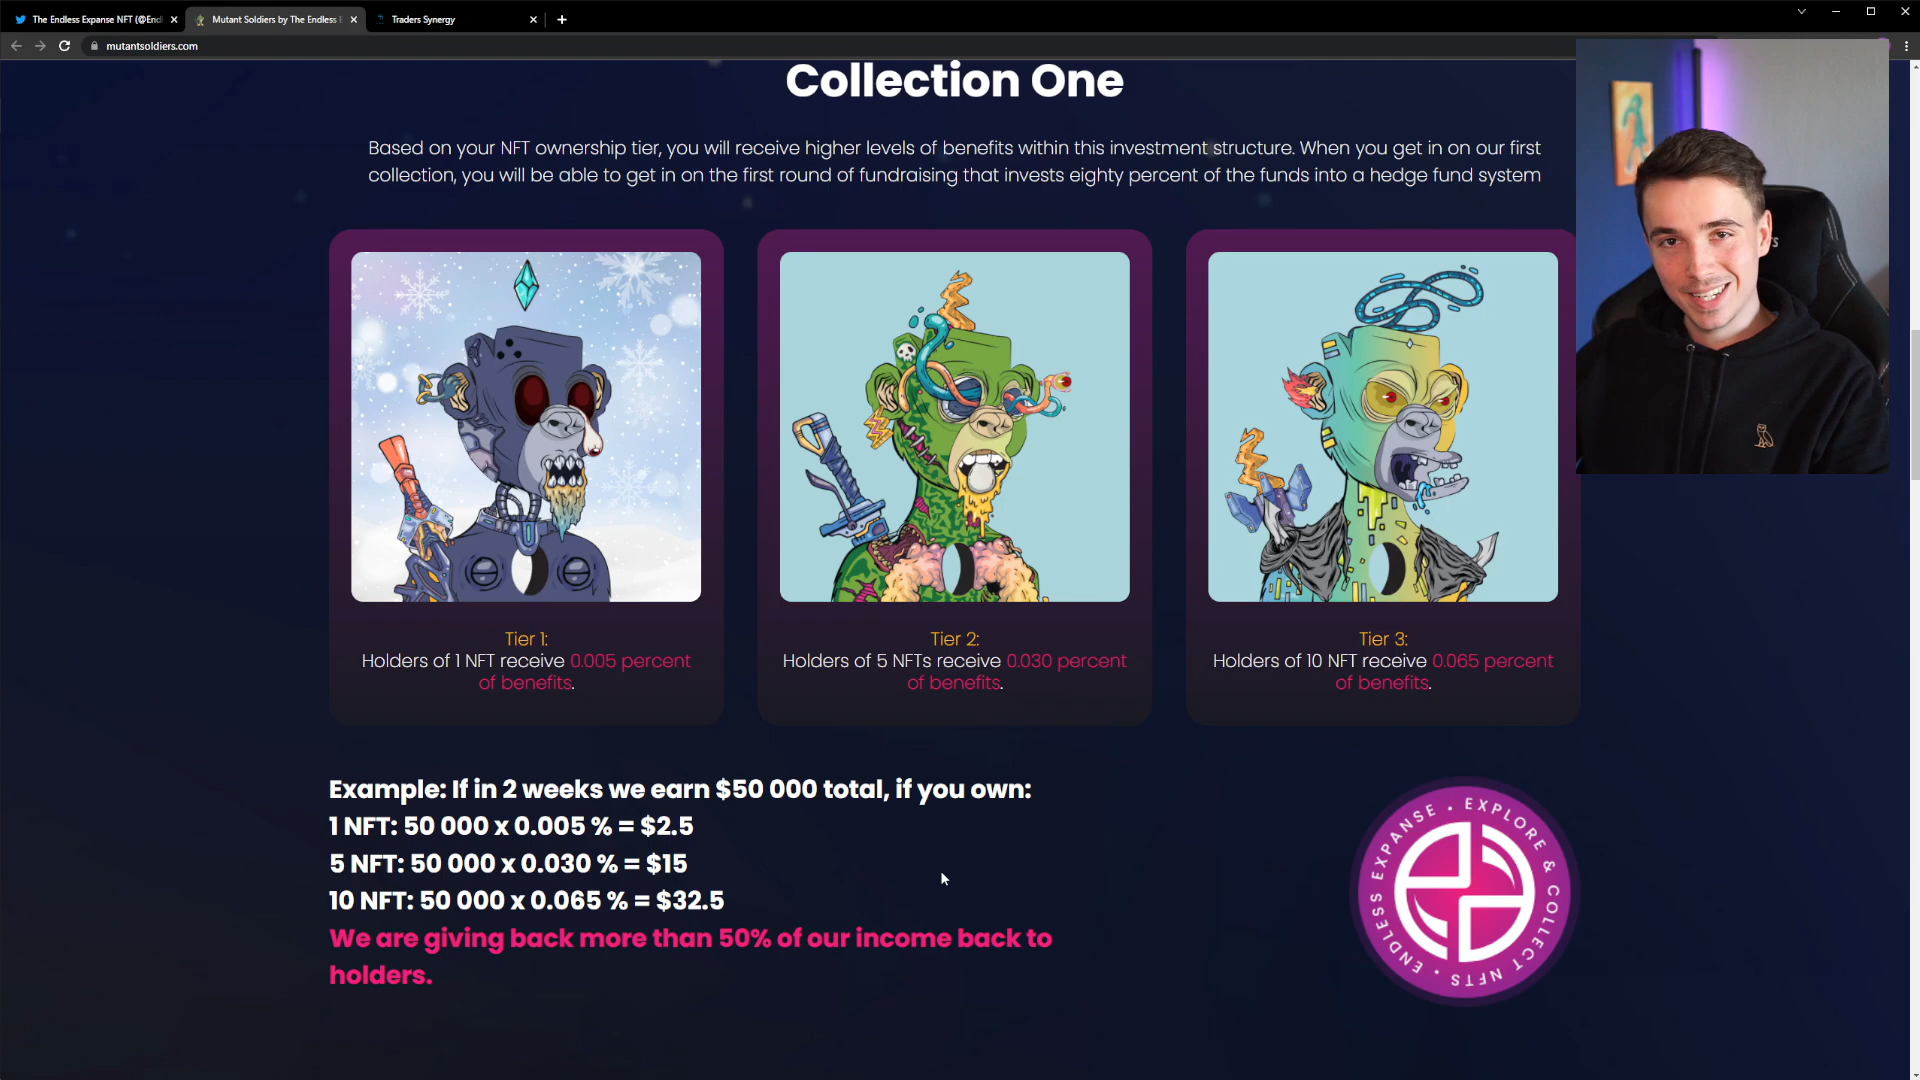 The Endless Expanse NFT (@End
Mutant Soldiers by The Endless E
Traders Synergy
mutantsoldiers.com
Collection One
Based on your NFT ownership tier, you will receive higher levels of benefits within this investment structure. When you get in on our first
collection, you will be able to get in on the first round of fundraising that invests eighty percent of the funds into a hedge fund system
Tier 1:
Holders of 1 NFT receive 0.005 percent
of benefits.
Tier 2:
Holders of 5 NFTs receive 0.030 percent
of benefits.
Tier 3:
Holders of 10 NFT receive 0.065 percent
of benefits.
Example: If in 2 weeks we earn $50 000 total, if you own:
1 NFT: 50 000 x 0.005 % = $2.5
5 NFT: 50 000 x 0.030 % = $15
10 NFT: 50 000 x 0.065 % = $32.5
We are giving back more than 50% of our income back to
holders.
ENDLESS EXPANSE • EXPLORE & COLLECT NFTS •